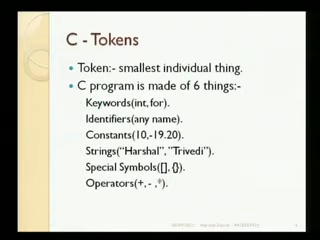 C - Tokens
Token:- smallest individual thing.
C program is made of 6 things:-
Keywords(int, for).
Identifiers(any name).
Constants(10,-19.20).
Strings("Harshal", "Trivedi").
Special Symbols([], {}).
Operators(+, - ,*).